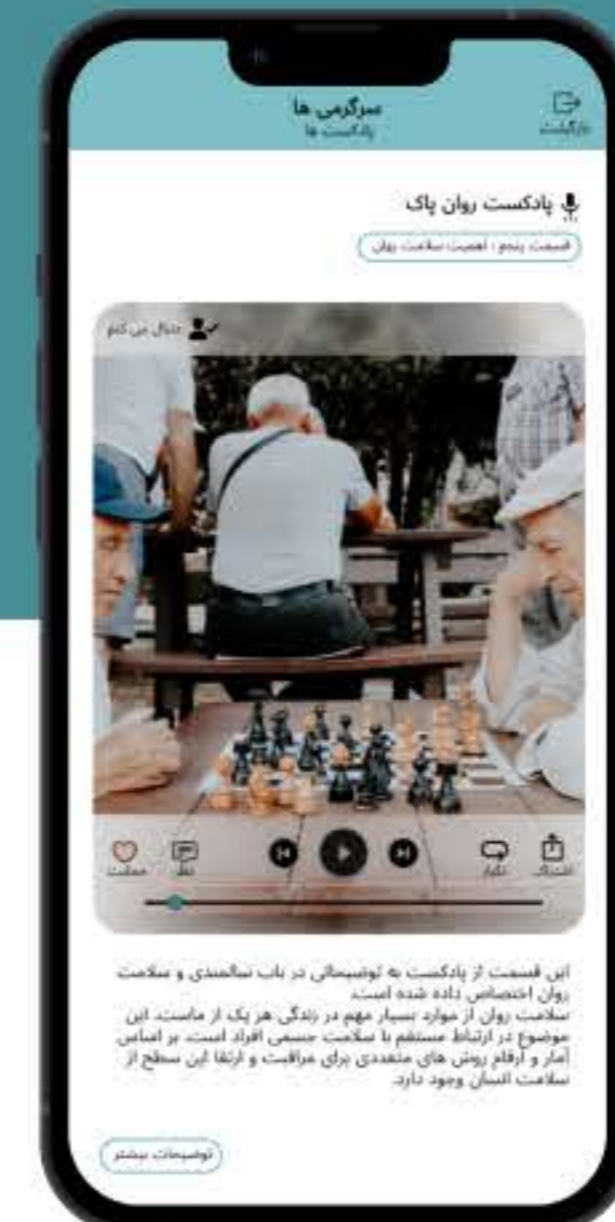 سرگرمی ها
پادکست ها
بازگشت
پادکست روان پاک
قسمت پنجم : اهمیت سلامت روان
دنبال می کنم
حمایت
نظر
تکرار
اشتراک
این قسمت از پادکست به توضیحاتی در باب سالمندی و سلامت
روان اختصاص داده شده است.
سلامت روان از موارد بسیار مهم در زندگی هر یک از ماست. این
موضوع در ارتباط مستقم با سلامت جسمی افراد است. بر اساس
آمار و ارقام روش های متعددی برای مراقبت و ارتقا این سطح از
سلامت انسان وجود دارد.
توضیحات بیشتر